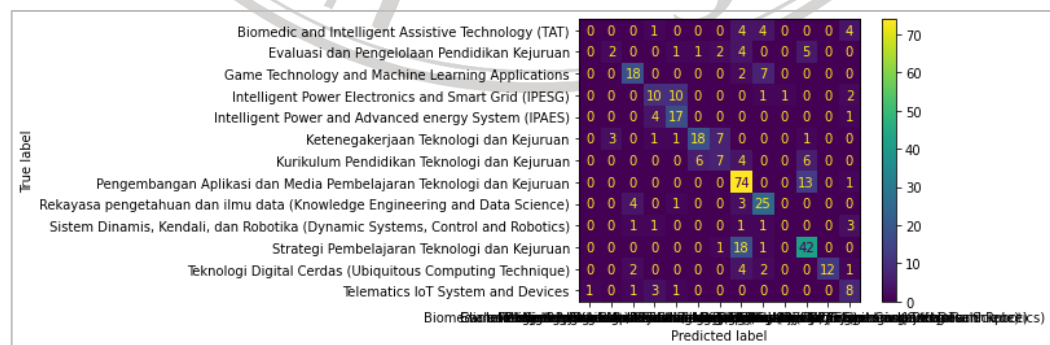 Biomedic and Intelligent Assistive Technology (TAT) 0 0 0 1 0 0 0 4 4 0 0 0 4
Evaluasi dan Pengelolaan Pendidikan Kejuruan 0 2 0 0 1 1 2 4 0 0 5 0 0
Game Technology and Machine Learning Applications 0 0 18 0 0 0 0 2 7 0 0 0 0
Intelligent Power Electronics and Smart Grid (IPESG) 0 0 0 10 10 0 0 0 1 1 0 0 2
Intelligent Power and Advanced energy System (IPAES) 0 0 0 4 17 0 0 0 0 0 0 0 1
Ketenegakerjaan Teknologi dan Kejuruan 0 3 0 1 1 18 7 0 0 0 1 0 0
Kurikulum Pendidikan Teknologi dan Kejuruan 0 0 0 0 0 6 7 4 0 0 6 0 0
Pengembangan Aplikasi dan Media Pembelajaran Teknologi dan Kejuruan 0 0 0 0 0 0 0 74 0 0 13 0 1
Rekayasa pengetahuan dan ilmu data (Knowledge Engineering and Data Science) 0 0 4 0 1 0 0 3 25 0 0 0 0
Sistem Dinamis, Kendali, dan Robotika (Dynamic Systems, Control and Robotics) 0 0 1 1 0 0 0 1 1 0 0 0 3
Strategi Pembelajaran Teknologi dan Kejuruan 0 0 0 0 0 0 1 18 1 0 42 0 0
Teknologi Digital Cerdas (Ubiquitous Computing Technique) 0 0 2 0 0 0 0 4 2 0 0 12 1
Telematics IoT System and Devices 1 0 1 3 1 0 0 0 0 0 0 0 8
True label
Predicted label
70
60
50
40
30
20
10
0